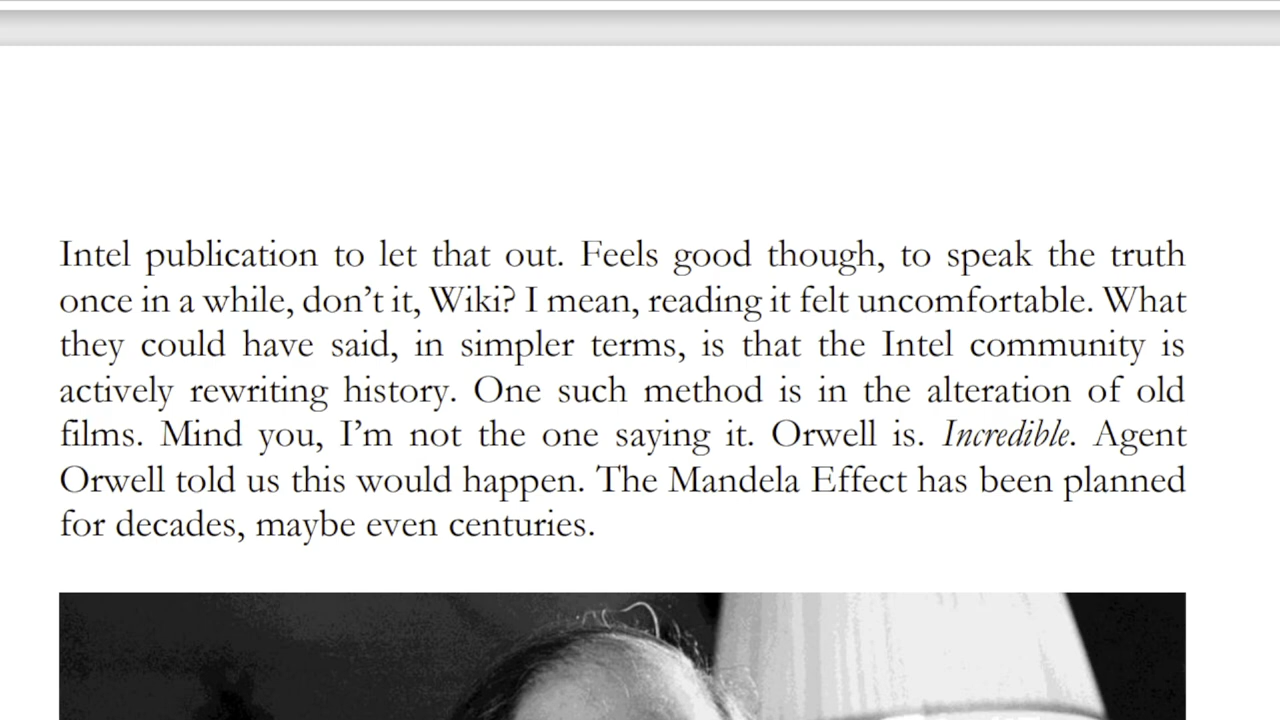 Intel publication to let that out. Feels good though, to speak the truth
once in a while, don’t it, Wiki? I mean, reading it felt uncomfortable. What
they could have said, in simpler terms, is that the Intel community is
actively rewriting history. One such method is in the alteration of old
films. Mind you, I’m not the one saying it. Orwell is. Incredible. Agent
Orwell told us this would happen. The Mandela Effect has been planned
for decades, maybe even centuries.